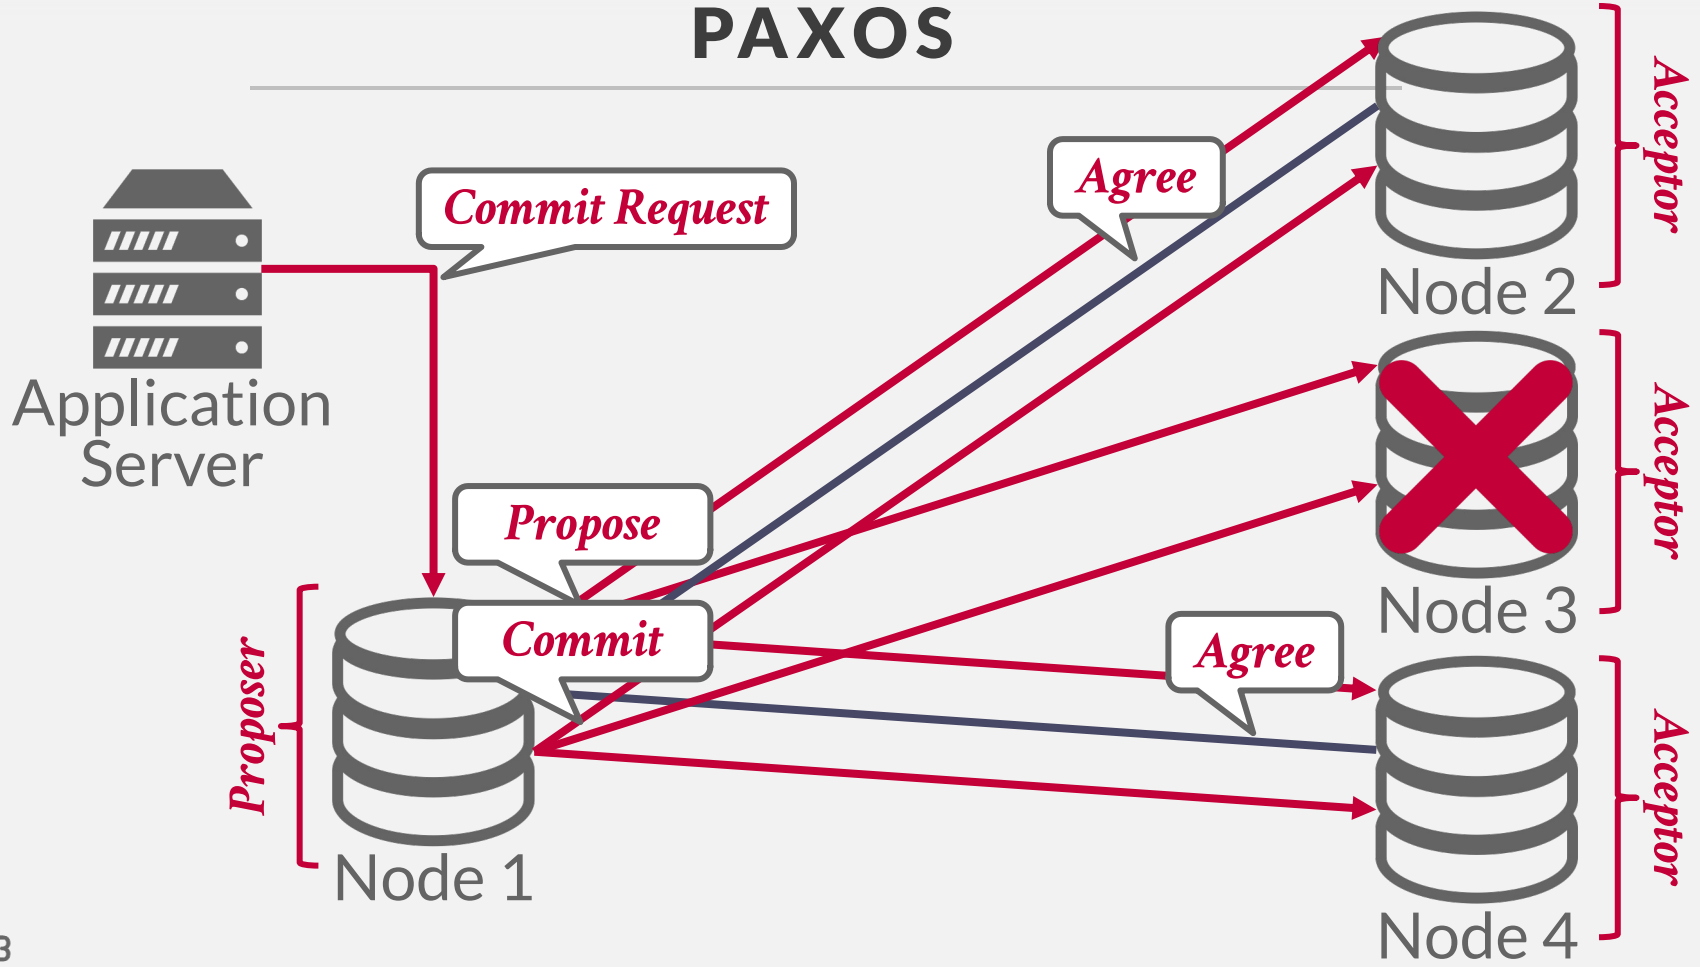 PAXOS
Commit Request
Agree
Acceptor
Node 2
Application
Server
Acceptor
Propose
Node 3
Commit
Agree
Proposer
Acceptor
Node 1
Node 4
3